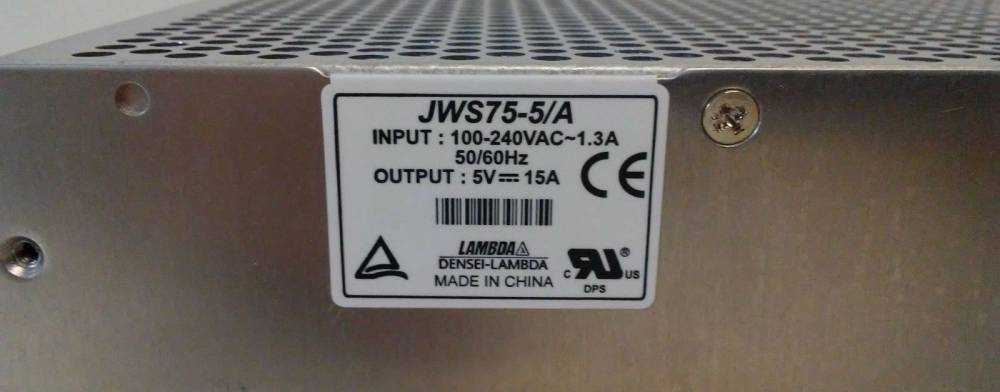 JWS75-5/A
INPUT : 100-240VAC~1.3A
50/60Hz
OUTPUT : 5V⎓ 15A
CE
LAMBDA
DENSEI-LAMBDA
MADE IN CHINA
C RU ® US
DPS